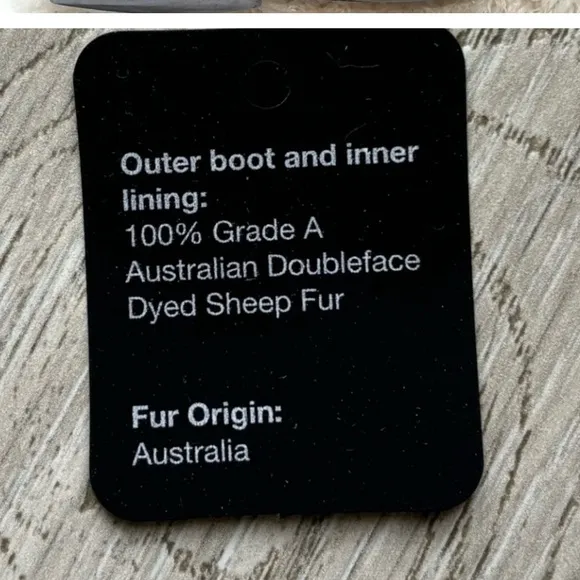 Outer boot and inner
lining:
100% Grade A
Australian Doubleface
Dyed Sheep Fur
Fur Origin:
Australia